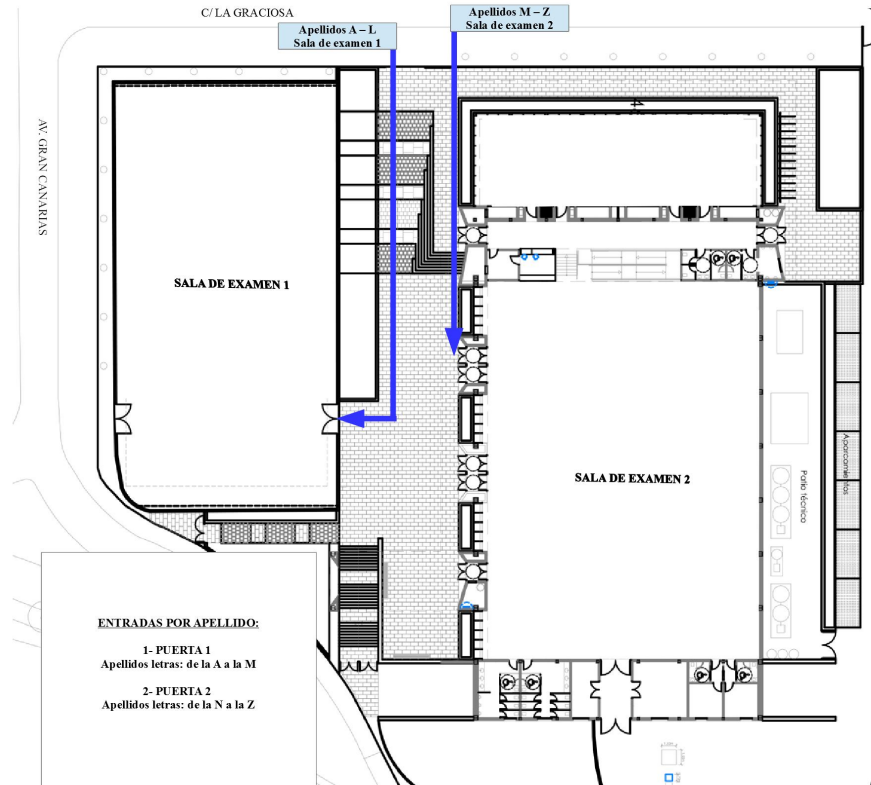 C/ LA GRACIOSA
Apellidos A – L
Sala de examen 1
Apellidos M – Z
Sala de examen 2
AV. GRAN CANARIAS
SALA DE EXAMEN 1
SALA DE EXAMEN 2
Aparcamientos
Patio técnico
ENTRADAS POR APELLIDO:
1- PUERTA 1
Apellidos letras: de la A a la M
2- PUERTA 2
Apellidos letras: de la N a la Z